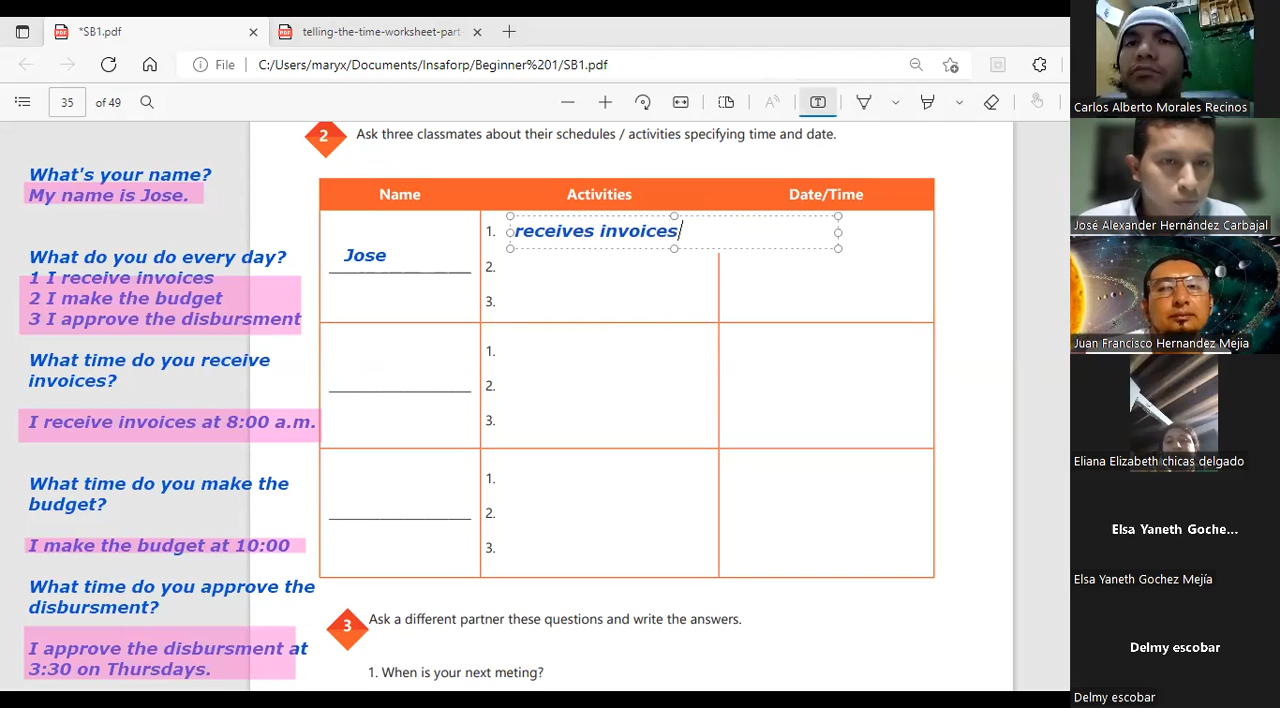 *SB1.pdf
telling-the-time-worksheet-part
File
C:/Users/maryx/Documents/Insaforp/Beginner%201/SB1.pdf
35 of 49
2 Ask three classmates about their schedules / activities specifying time and date.
What's your name?
My name is Jose.
What do you do every day?
1 I receive invoices
2 I make the budget
3 I approve the disbursment
What time do you receive
invoices?
I receive invoices at 8:00 a.m.
What time do you make the
budget?
I make the budget at 10:00
What time do you approve the
disbursment?
I approve the disbursment at
3:30 on Thursdays.
Name Activities Date/Time
Jose
1. receives invoices/
2.
3.
1.
2.
3.
1.
2.
3.
3 Ask a different partner these questions and write the answers.
1. When is your next meting?
Carlos Alberto Morales Recinos
José Alexander Hernández Carbajal
Juan Francisco Hernandez Mejia
Eliana Elizabeth chicas delgado
Elsa Yaneth Goche...
Elsa Yaneth Gochez Mejía
Delmy escobar
Delmy escobar